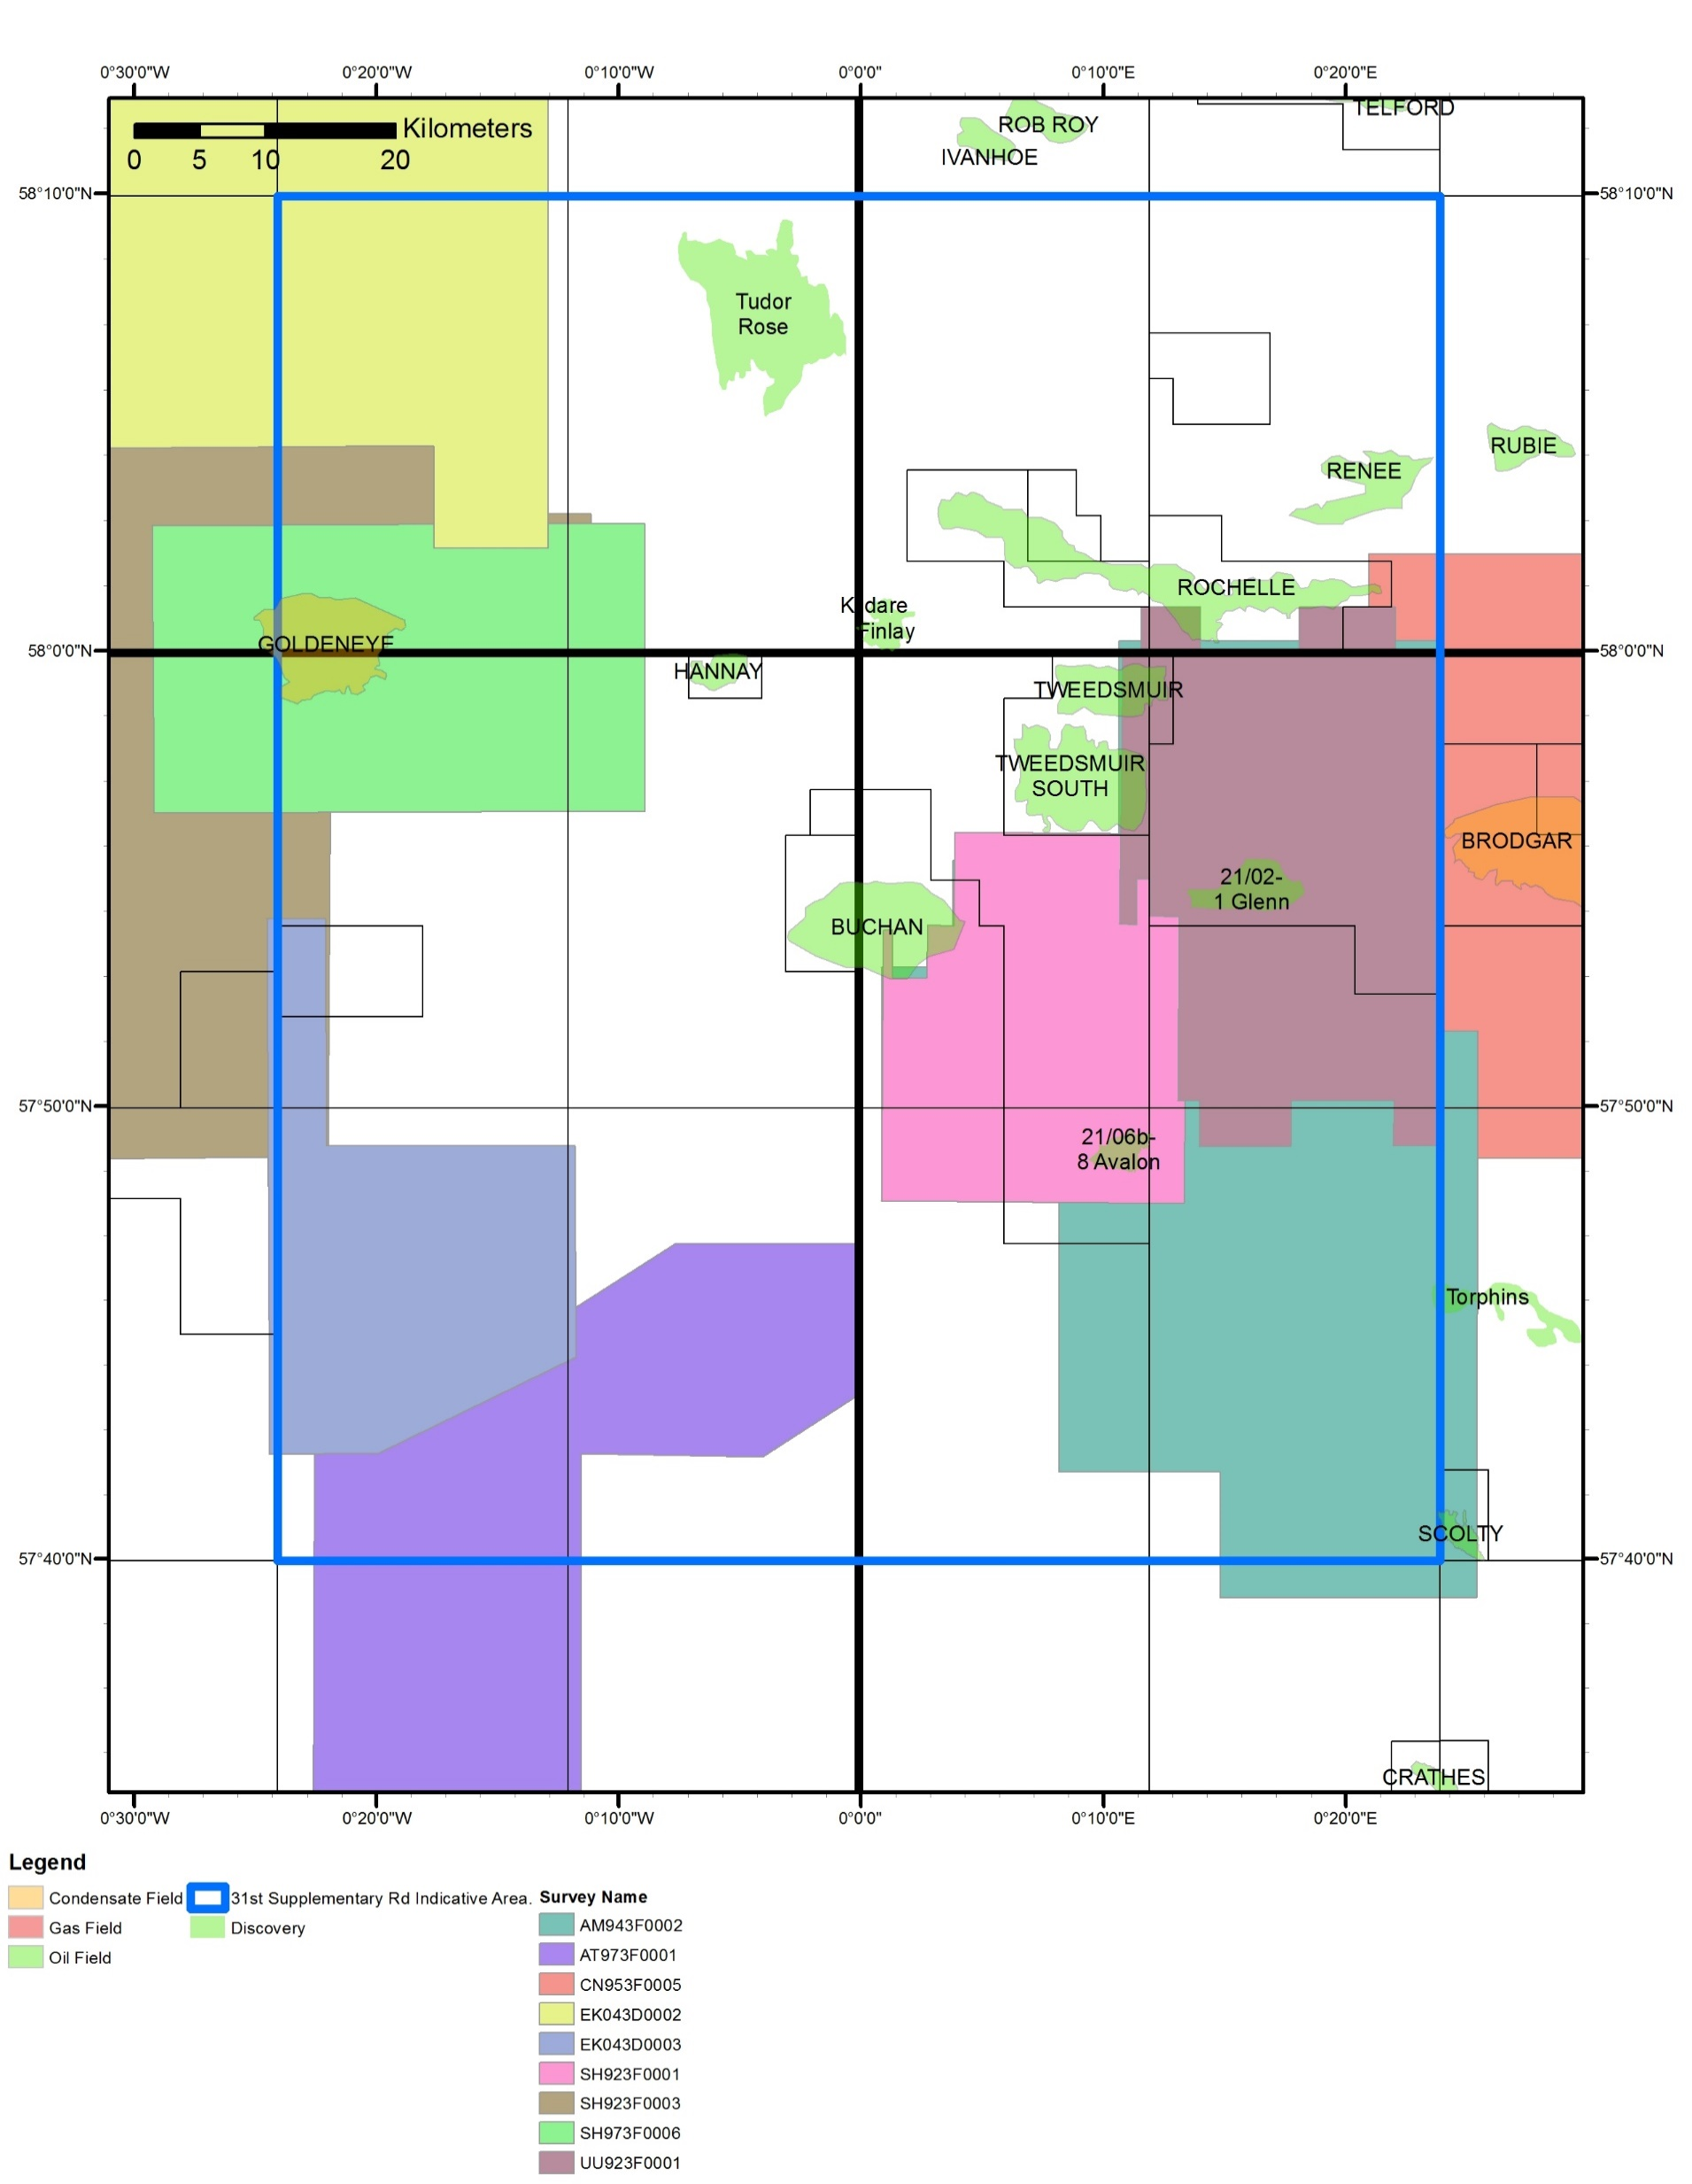 0°30'0"W 0°20'0"W 0°10'0"W 0°0'0" 0°10'0"E 0°20'0"E
Kilometers
0 5 10 20
TELFORD
ROB ROY
IVANHOE
58°10'0"N 58°10'0"N
Tudor
Rose
RUBIE
RENEE
ROCHELLE
Kildare
Finlay
GOLDENEYE
58°0'0"N 58°0'0"N
HANNAY
TWEEDSMUIR
TWEEDSMUIR
SOUTH
BRODGAR
21/02-
1 Glenn
BUCHAN
57°50'0"N 57°50'0"N
21/06b-
8 Avalon
Torphins
SCOLTY
57°40'0"N 57°40'0"N
CRATHES
0°30'0"W 0°20'0"W 0°10'0"W 0°0'0" 0°10'0"E 0°20'0"E
Legend
Condensate Field
Gas Field
Oil Field
31st Supplementary Rd Indicative Area.
Discovery
Survey Name
AM943F0002
AT973F0001
CN953F0005
EK043D0002
EK043D0003
SH923F0001
SH923F0003
SH973F0006
UU923F0001